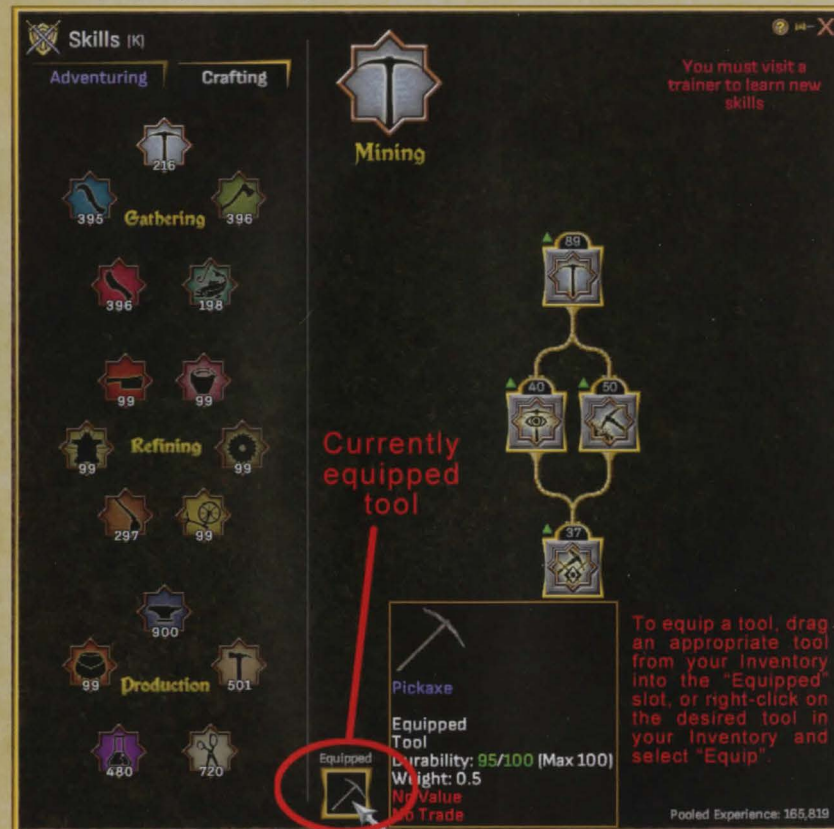 Skills [K]
Adventuring
Crafting
216
395
Gathering
396
396
198
99
99
99
Refining
99
297
99
900
99
Production
501
480
720
Mining
You must visit a
trainer to learn new
skills
89
40
50
37
Currently
equipped
tool
Equipped
Pickaxe
Equipped
Tool
Durability: 95/100 (Max 100)
Weight: 0.5
No Value
No Trade
To equip a tool, drag
an appropriate tool
from your Inventory
into the "Equipped"
slot, or right-click on
the desired tool in
your Inventory and
select "Equip".
Pooled Experience: 165,819